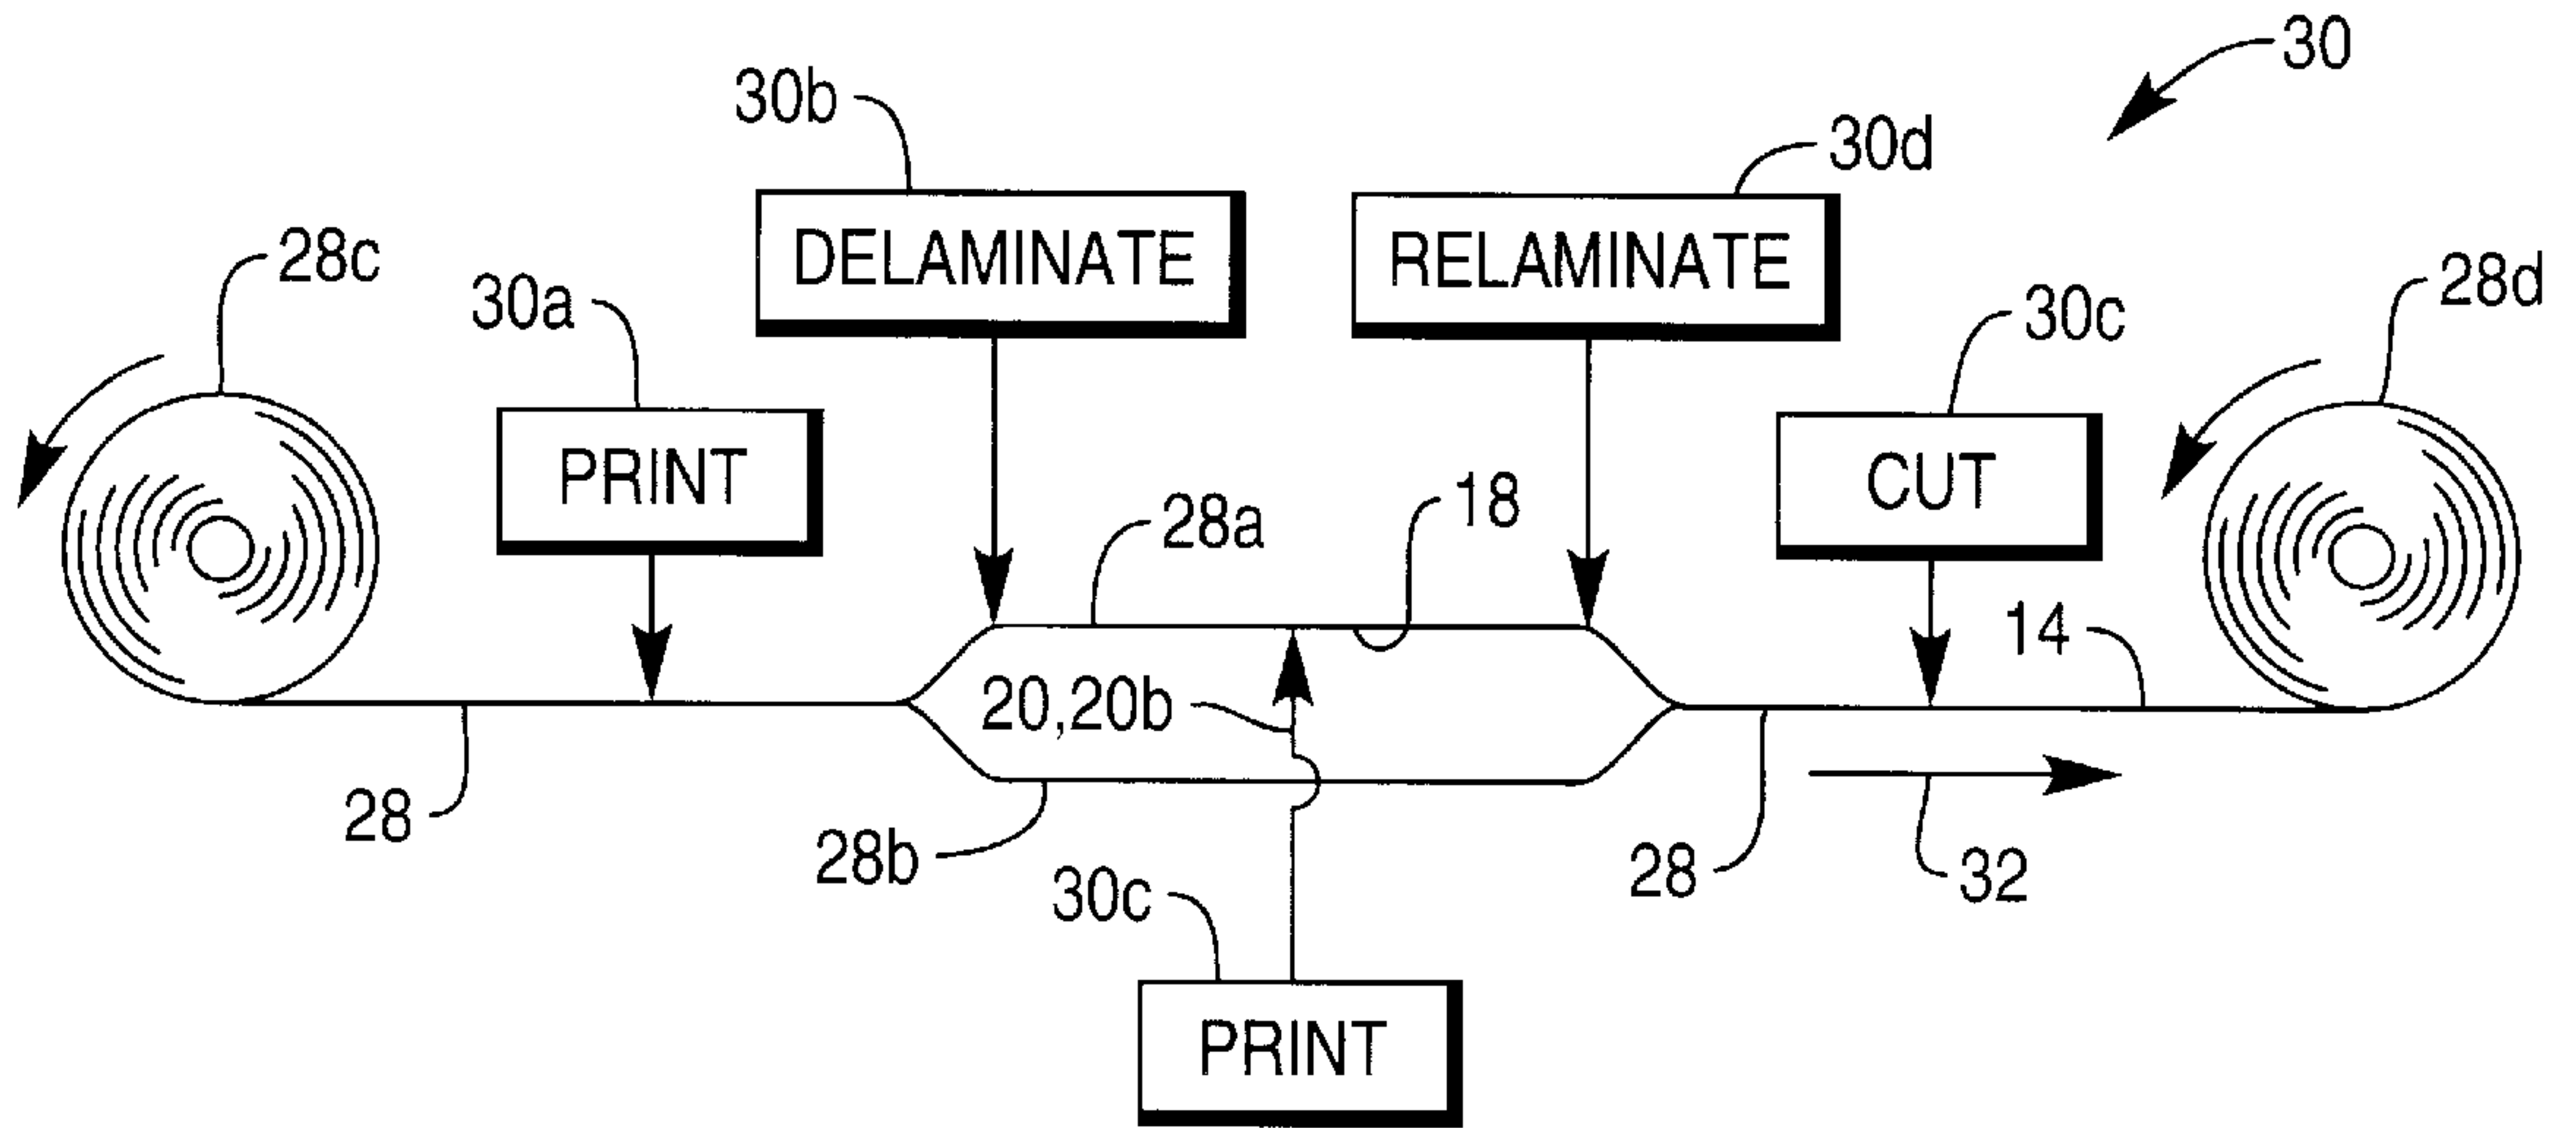 30
30b
30d
DELAMINATE
RELAMINATE
28c
30a
30c
28d
PRINT
CUT
28a
18
14
20,20b
28
28b
28
32
30c
PRINT